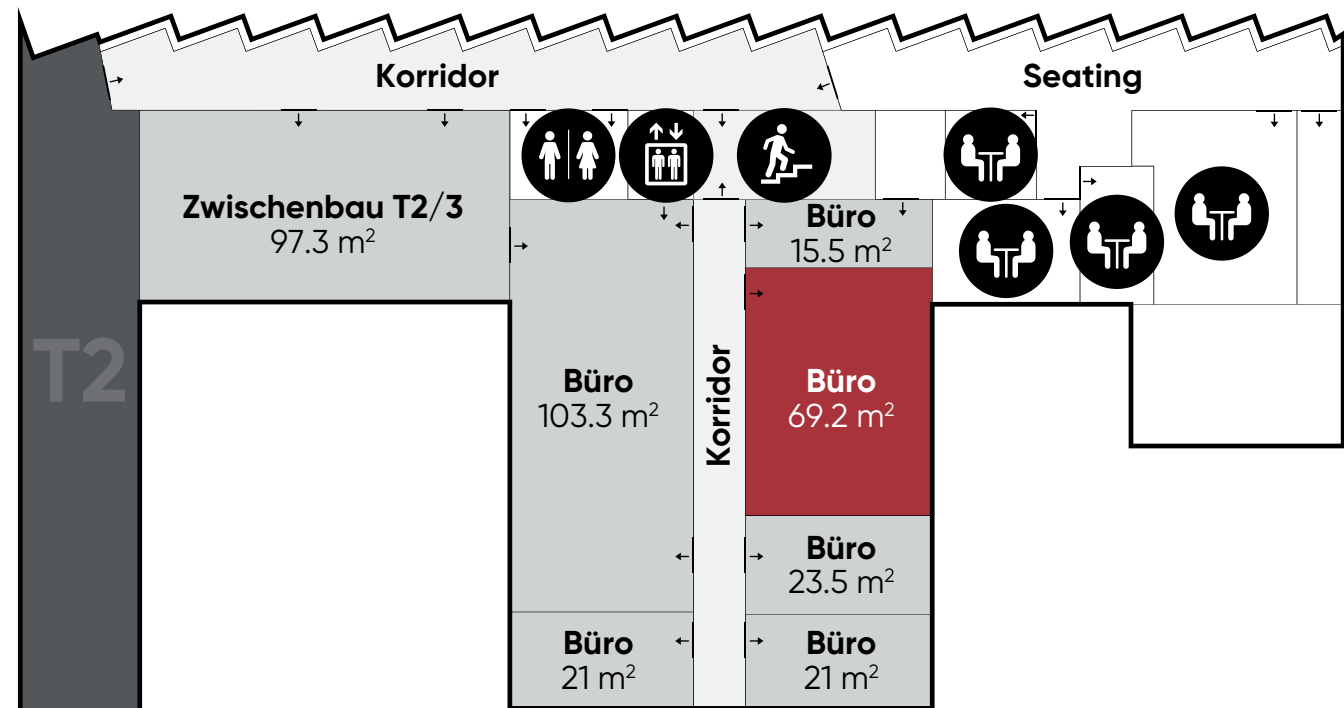 Korridor
Seating
Zwischenbau T2/3
97.3 m²
Büro
15.5 m²
T2
Büro
103.3 m²
Korridor
Büro
69.2 m²
Büro
23.5 m²
Büro
21 m²
Büro
21 m²